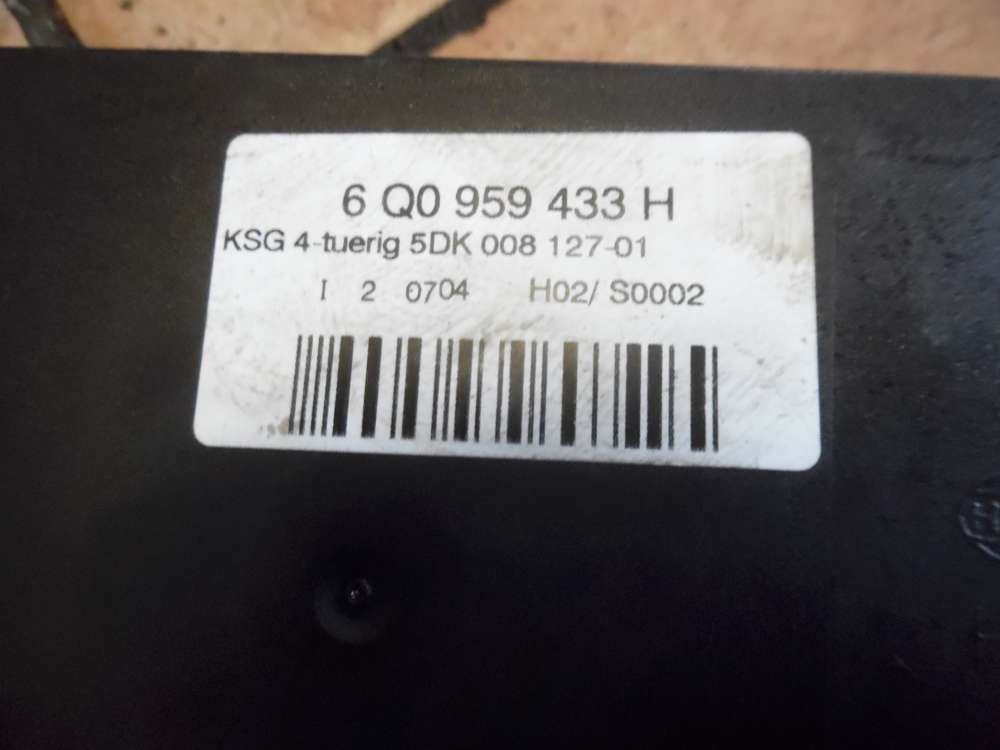 6 Q0 959 433 H
KSG 4-tuerig 5DK 008 127-01
I 2 0704 H02/ S0002